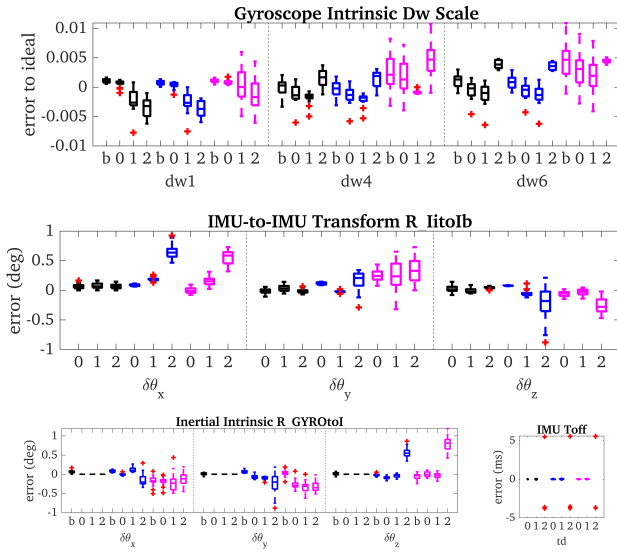 Gyroscope Intrinsic Dw Scale
error to ideal
0.01
0.005
0
-0.005
-0.01
b 0 1 2 b 0 1 2 b 0 1 2 b 0 1 2 b 0 1 2 b 0 1 2 b 0 1 2 b 0 1 2 b 0 1 2
dw1 dw4 dw6
IMU-to-IMU Transform R_IitoIb
error (deg)
1
0.5
0
-0.5
-1
0 1 2 0 1 2 0 1 2 0 1 2 0 1 2 0 1 2 0 1 2 0 1 2 0 1 2
δθx δθy δθz
Inertial Intrinsic R_GYROtoI
error (deg)
1
0.5
0
-0.5
-1
b 0 1 2 b 0 1 2 b 0 1 2 b 0 1 2 b 0 1 2 b 0 1 2 b 0 1 2 b 0 1 2 b 0 1 2
δθx δθy δθz
IMU Toff
error (ms)
5
0
-5
0 1 2 0 1 2 0 1 2
td